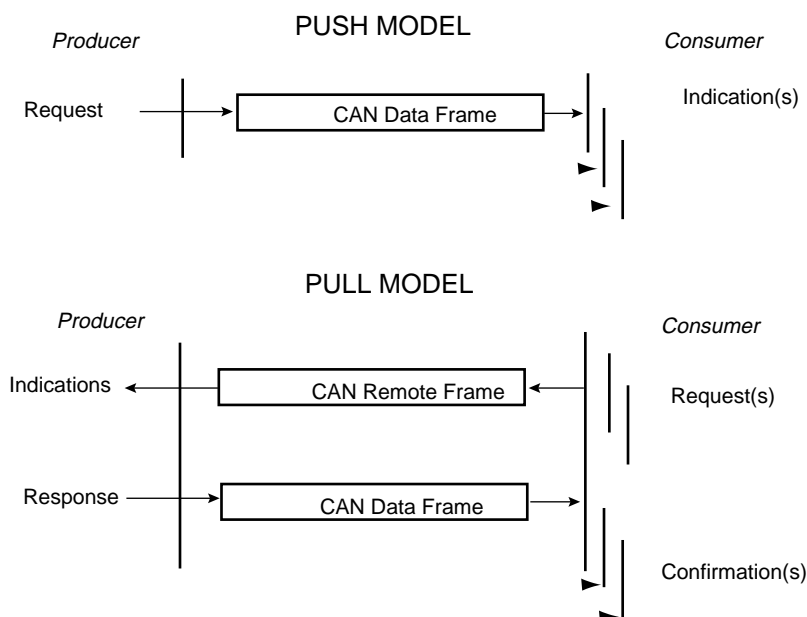 PUSH MODEL
Producer
Consumer
Request
CAN Data Frame
Indication(s)
PULL MODEL
Producer
Consumer
Indications
CAN Remote Frame
Request(s)
Response
CAN Data Frame
Confirmation(s)